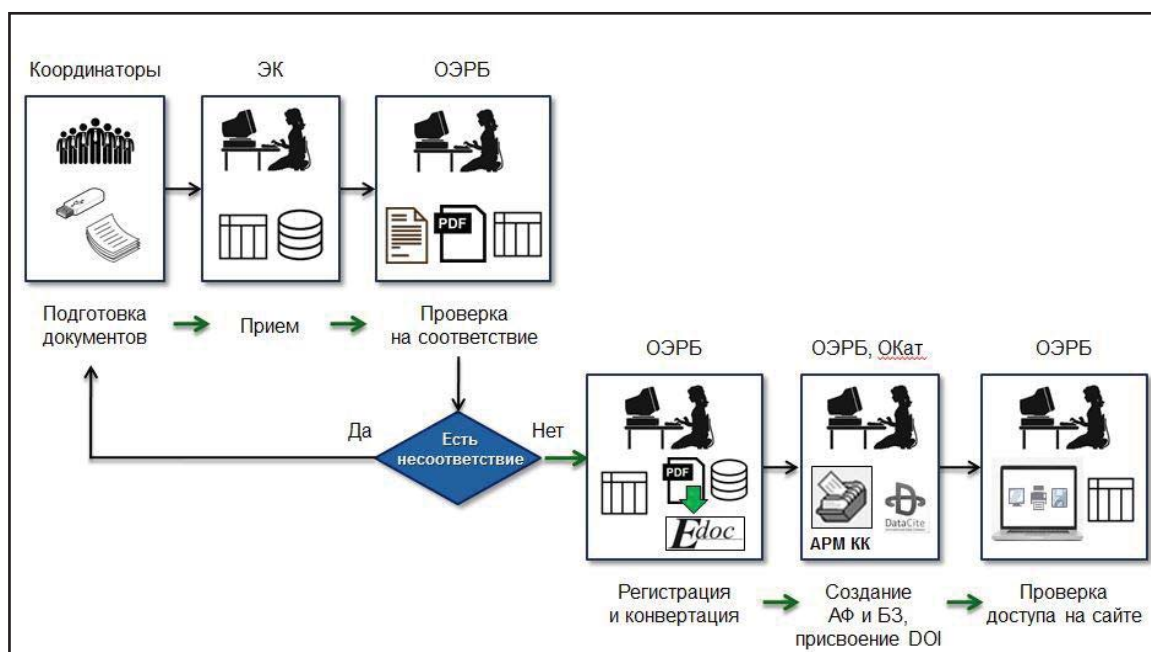 Координаторы
ЭК
ОЭРБ
PDF
Подготовка
документов
Прием
Проверка
на соответствие
Да
Есть
несоответствие
Нет
ОЭРБ
PDF
Edoc
Регистрация
и конвертация
ОЭРБ, ОКат
АРМ КК
DataCite
Создание
АФ и БЗ,
присвоение DOI
ОЭРБ
Проверка
доступа на сайте